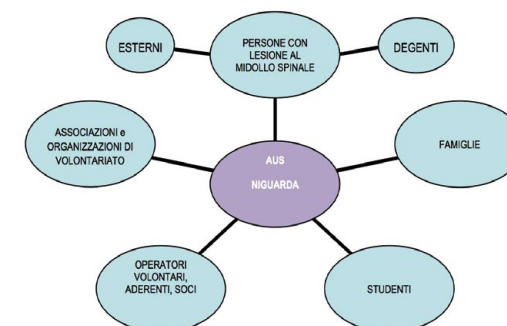 ESTERNI
PERSONE CON
LESIONE AL
MIDOLLO SPINALE
DEGENTI
ASSOCIAZIONI e
ORGANIZZAZIONI DI
VOLONTARIATO
AUS
NIGUARDA
FAMIGLIE
OPERATORI
VOLONTARI,
ADERENTI, SOCI
STUDENTI